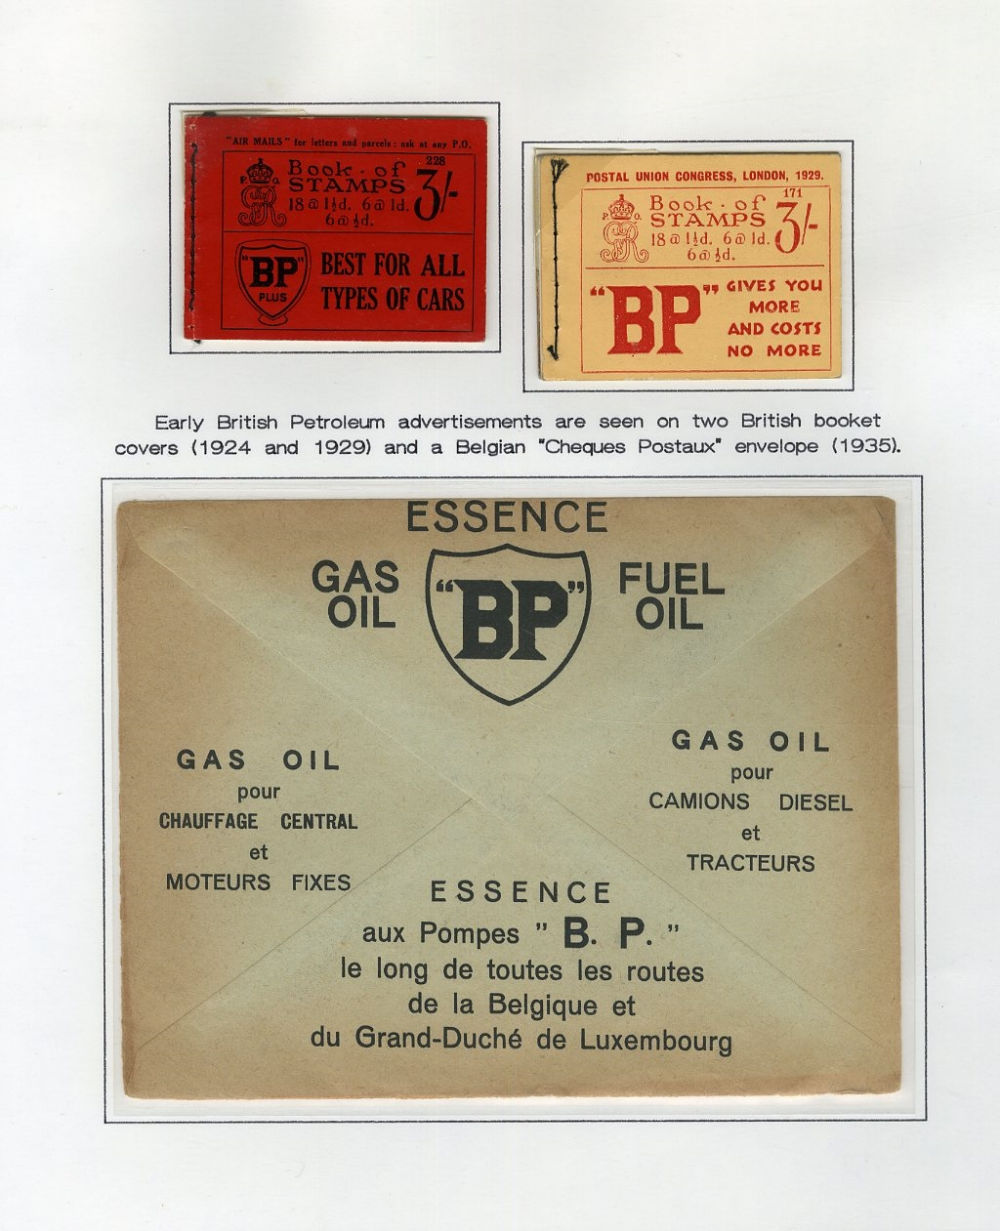 "AIR MAILS" for letters and parcels: ask at any P.O.
228
Book · of
STAMPS
3/-
18@1½d. 6@1d.
6@½d.
P. O.
GR
"BP"
PLUS
BEST FOR ALL
TYPES OF CARS
POSTAL UNION CONGRESS, LONDON, 1929.
171
Book · of
STAMPS
3/-
18@1½d. 6@1d.
6@½d.
P. O.
GR
"BP"
GIVES YOU
MORE
AND COSTS
NO MORE
Early British Petroleum advertisements are seen on two British booket
covers (1924 and 1929) and a Belgian "Cheques Postaux" envelope (1935).
ESSENCE
GAS
OIL
"BP"
FUEL
OIL
GAS OIL
pour
CHAUFFAGE CENTRAL
et
MOTEURS FIXES
GAS OIL
pour
CAMIONS DIESEL
et
TRACTEURS
ESSENCE
aux Pompes " B. P. "
le long de toutes les routes
de la Belgique et
du Grand-Duché de Luxembourg